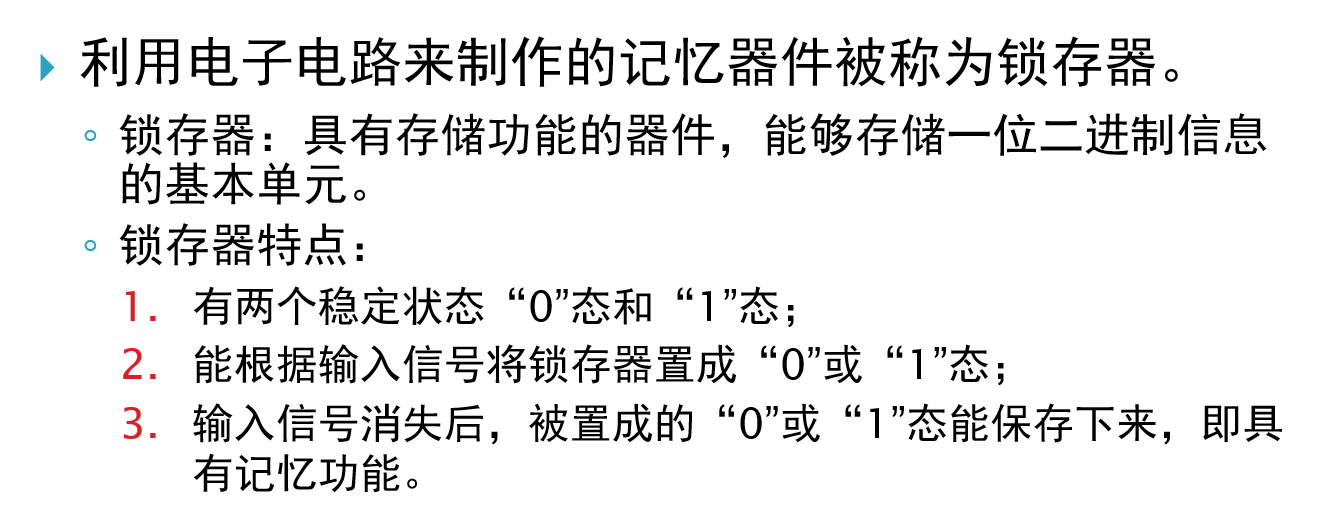 利用电子电路来制作的记忆器件被称为锁存器。
锁存器：具有存储功能的器件，能够存储一位二进制信息
的基本单元。
锁存器特点：
1. 有两个稳定状态“0”态和“1”态；
2. 能根据输入信号将锁存器置成“0”或“1”态；
3. 输入信号消失后，被置成的“0”或“1”态能保存下来，即具
有记忆功能。